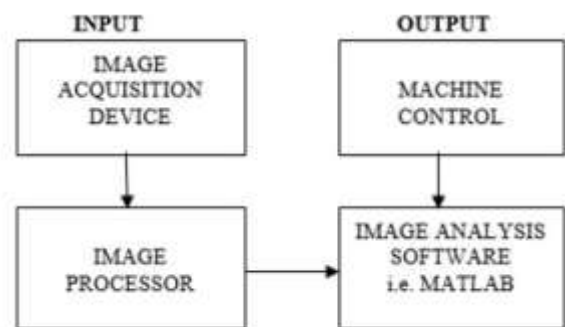 INPUT
IMAGE
ACQUISITION
DEVICE
OUTPUT
MACHINE
CONTROL
IMAGE
PROCESSOR
IMAGE ANALYSIS
SOFTWARE
i.e. MATLAB